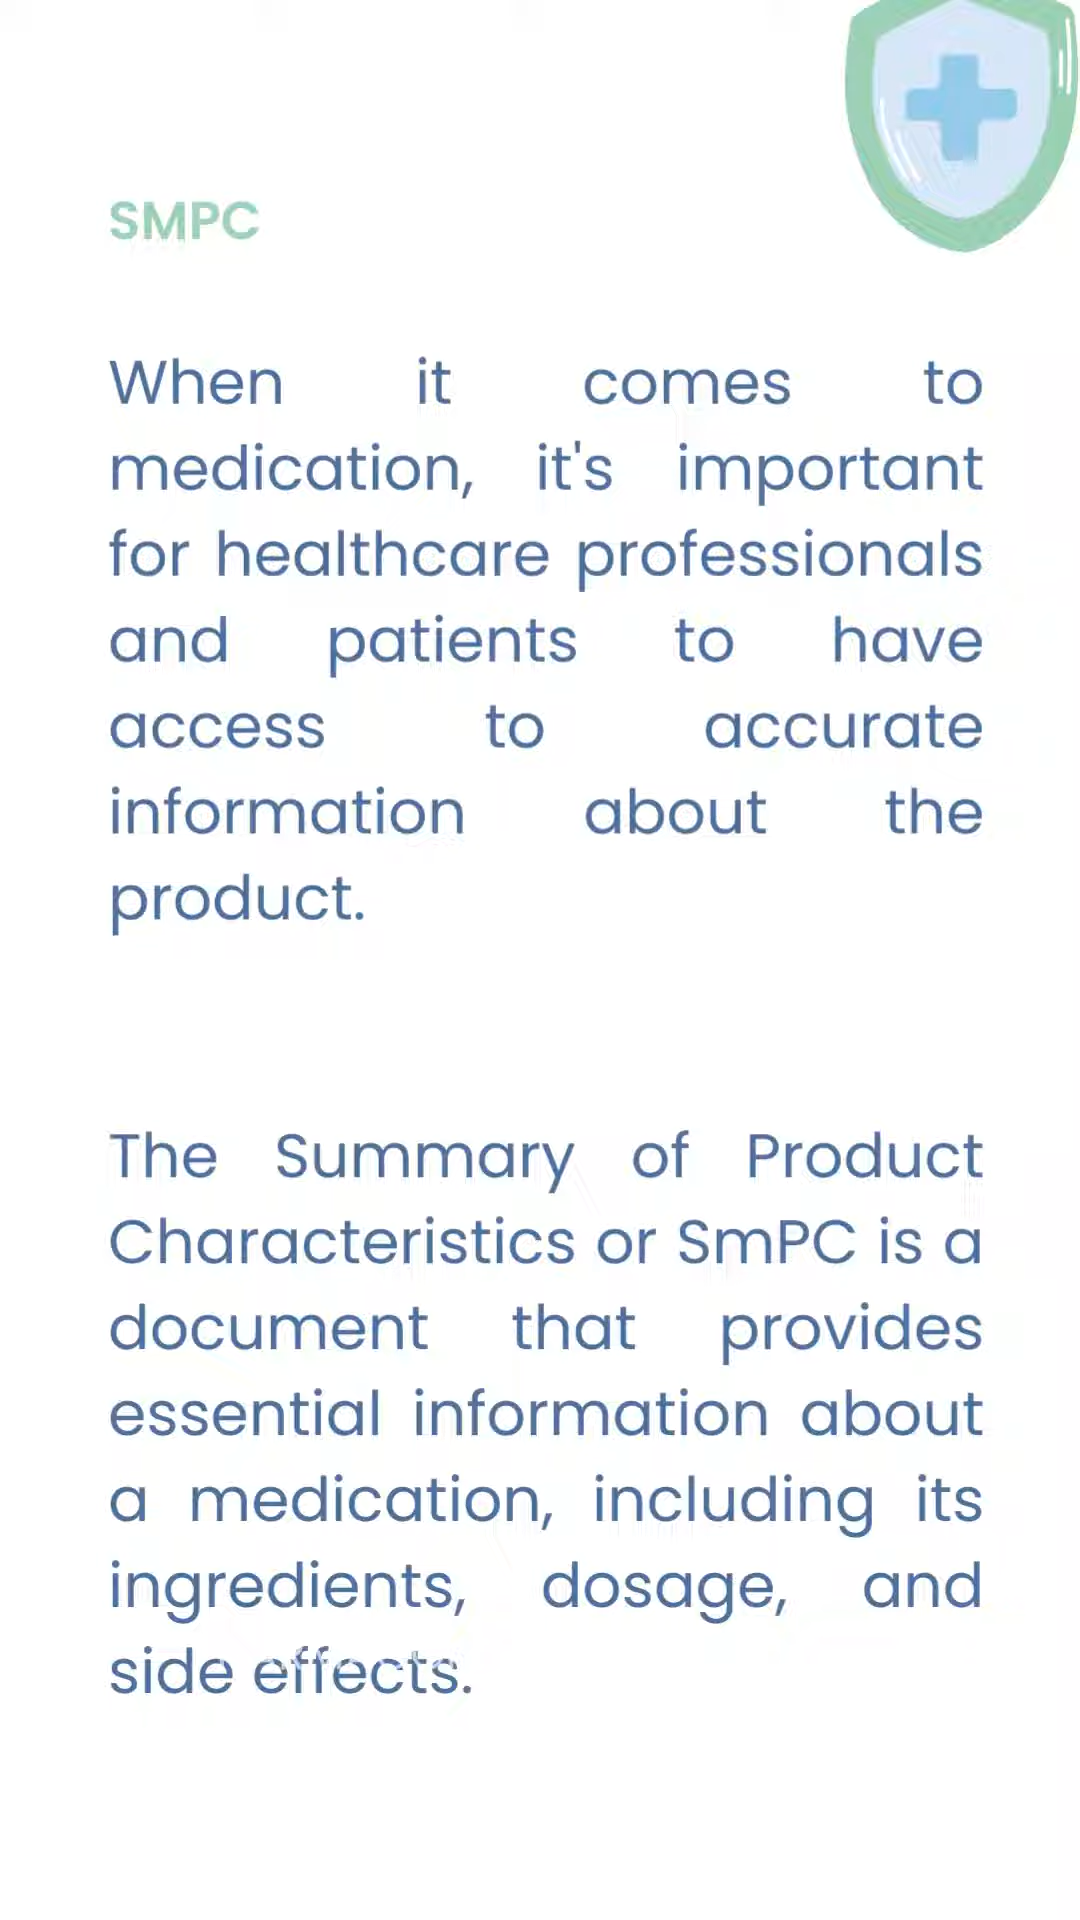 SMPC
When it comes to
medication, it's important
for healthcare professionals
and patients to have
access to accurate
information about the
product.
The Summary of Product
Characteristics or SmPC is a
document that provides
essential information about
a medication, including its
ingredients, dosage, and
side effects.